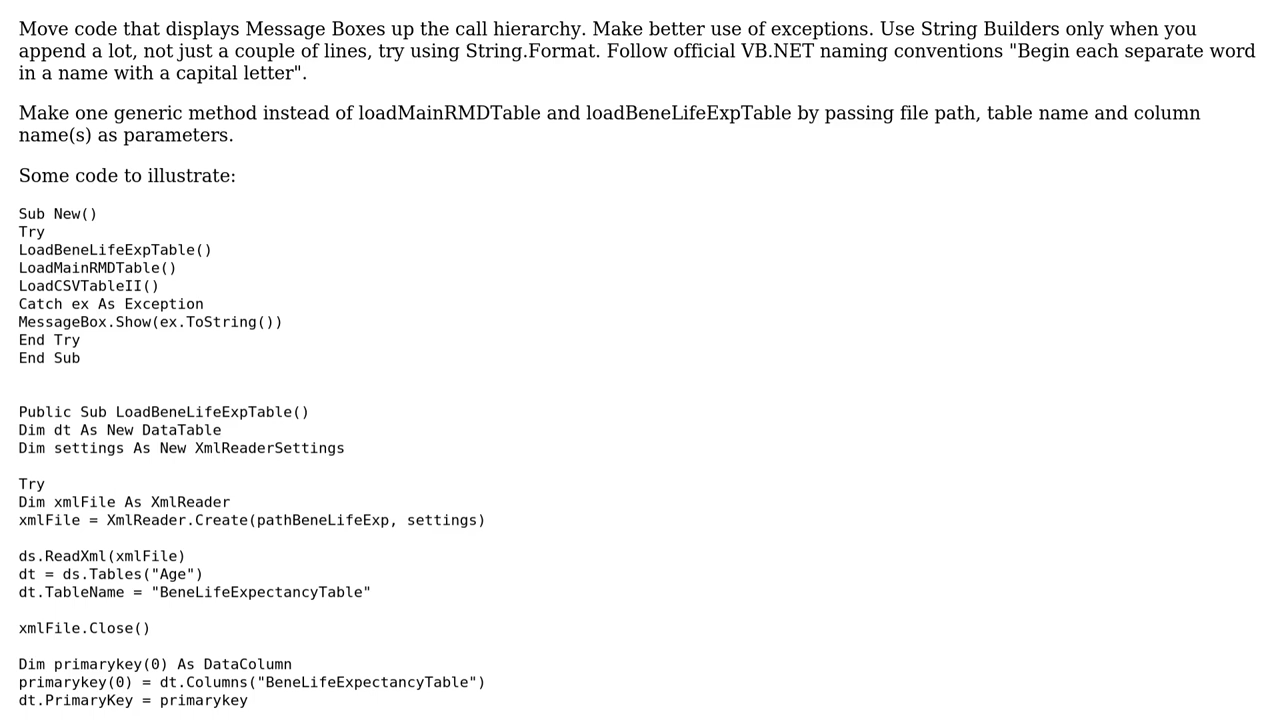 Move code that displays Message Boxes up the call hierarchy. Make better use of exceptions. Use String Builders only when you
append a lot, not just a couple of lines, try using String.Format. Follow official VB.NET naming conventions "Begin each separate word
in a name with a capital letter".
Make one generic method instead of loadMainRMDTable and loadBeneLifeExpTable by passing file path, table name and column
name(s) as parameters.
Some code to illustrate:
Sub New()
Try
LoadBeneLifeExpTable()
LoadMainRMDTable()
LoadCSVTableII()
Catch ex As Exception
MessageBox.Show(ex.ToString())
End Try
End Sub
Public Sub LoadBeneLifeExpTable()
Dim dt As New DataTable
Dim settings As New XmlReaderSettings
Try
Dim xmlFile As XmlReader
xmlFile = XmlReader.Create(pathBeneLifeExp, settings)
ds.ReadXml(xmlFile)
dt = ds.Tables("Age")
dt.TableName = "BeneLifeExpectancyTable"
xmlFile.Close()
Dim primarykey(0) As DataColumn
primarykey(0) = dt.Columns("BeneLifeExpectancyTable")
dt.PrimaryKey = primarykey